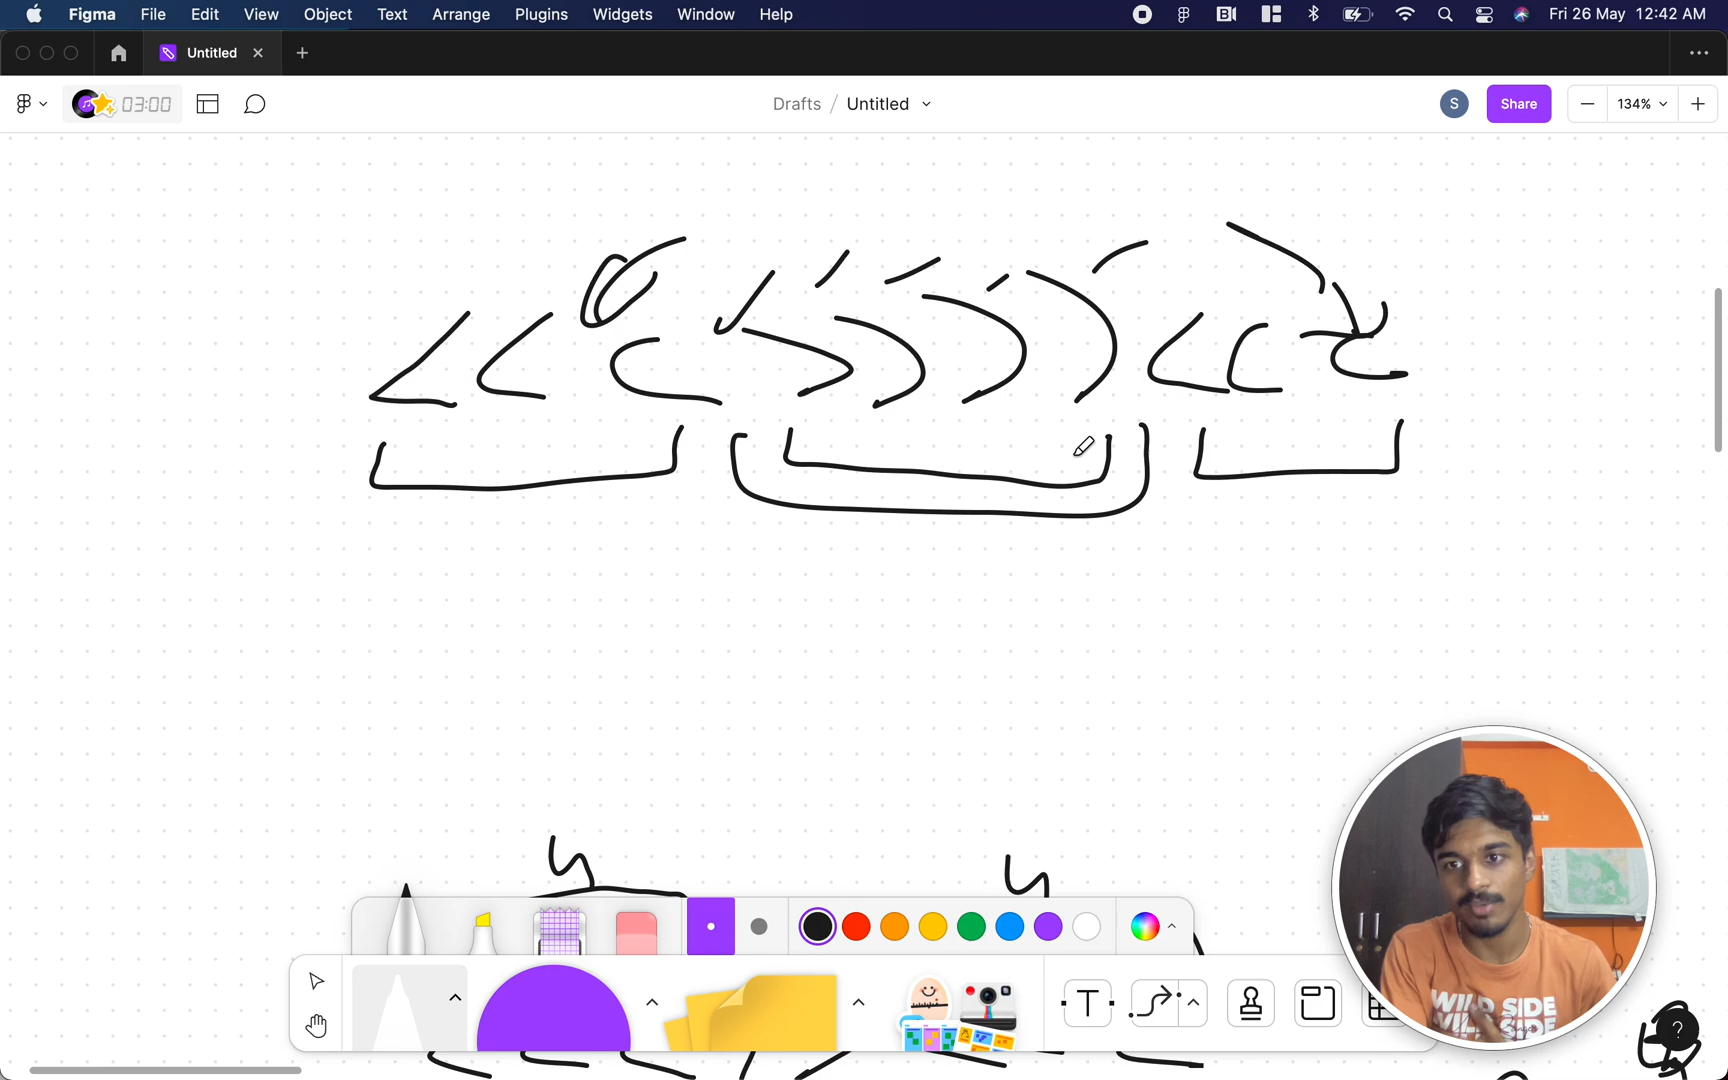 Figma File Edit View Object Text Arrange Plugins Widgets Window Help Fri 26 May 12:42 AM
Untitled
03:00 Drafts / Untitled S Share 134%
< < c > ) ) ) < c c
y y
T
WILD SIDE
?